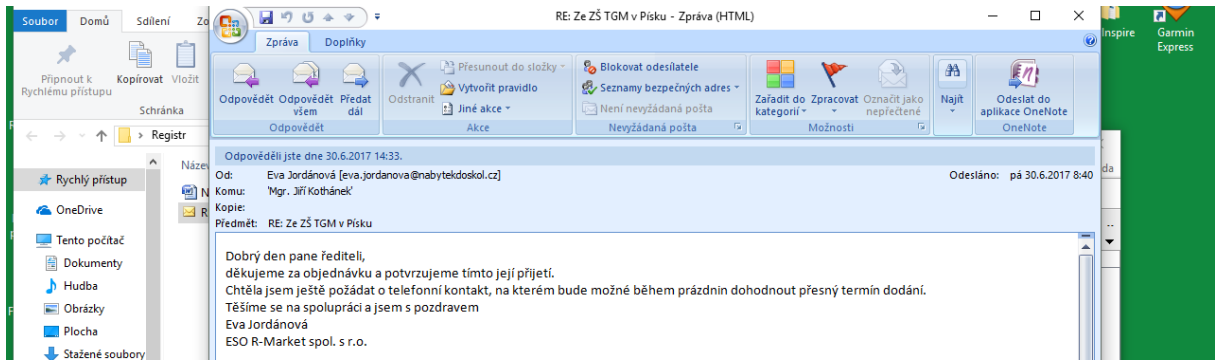 Soubor Domů Sdílení Zo
Připnout k
Rychlému přístupu
Kopírovat
Vložit
Schránka
Registr
Název
Rychlý přístup
OneDrive
Tento počítač
Dokumenty
Hudba
Obrázky
Plocha
Stažené soubory
N
R
RE: Ze ZŠ TGM v Písku - Zpráva (HTML)
Zpráva Doplňky
Odpovědět
Odpovědět
všem
Předat
dál
Odpovědět
Odstranit
Přesunout do složky
Vytvořit pravidlo
Jiné akce
Akce
Blokovat odesílatele
Seznamy bezpečných adres
Není nevyžádaná pošta
Nevyžádaná pošta
Zařadit do
kategorií
Zpracovat
Označit jako
nepřečtené
Možnosti
Najít
Odeslat do
aplikace OneNote
OneNote
Odpověděli jste dne 30.6.2017 14:33.
Od: Eva Jordánová [eva.jordanova@nabytekdoskol.cz] Odesláno: pá 30.6.2017 8:40
Komu: 'Mgr. Jiří Kothánek'
Kopie:
Předmět: RE: Ze ZŠ TGM v Písku
Dobrý den pane řediteli,
děkujeme za objednávku a potvrzujeme tímto její přijetí.
Chtěla jsem ještě požádat o telefonní kontakt, na kterém bude možné během prázdnin dohodnout přesný termín dodání.
Těšíme se na spolupráci a jsem s pozdravem
Eva Jordánová
ESO R-Market spol. s r.o.
Inspire
Garmin
Express
da